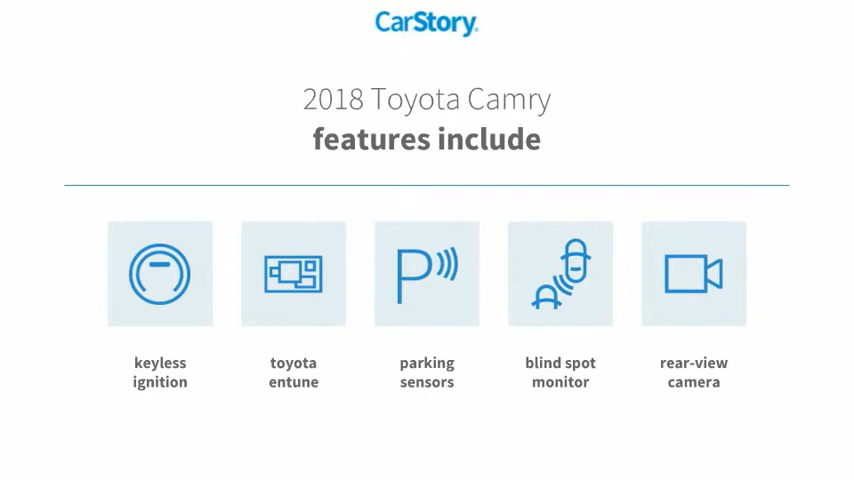 CarStory
2018 Toyota Camry
features include
P
keyless
ignition
toyota
entune
parking
sensors
blind spot
monitor
rear-view
camera